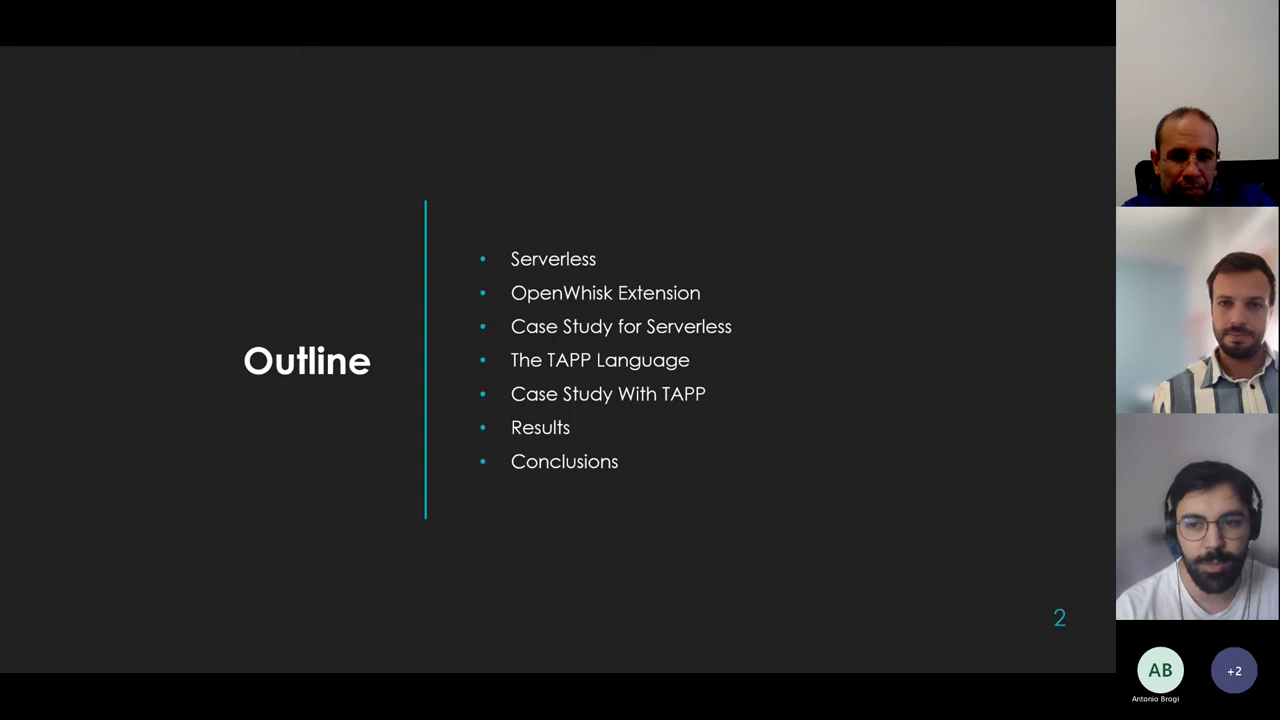 Outline
• Serverless
• OpenWhisk Extension
• Case Study for Serverless
• The TAPP Language
• Case Study With TAPP
• Results
• Conclusions
2
AB
+2
Antonio Brogi